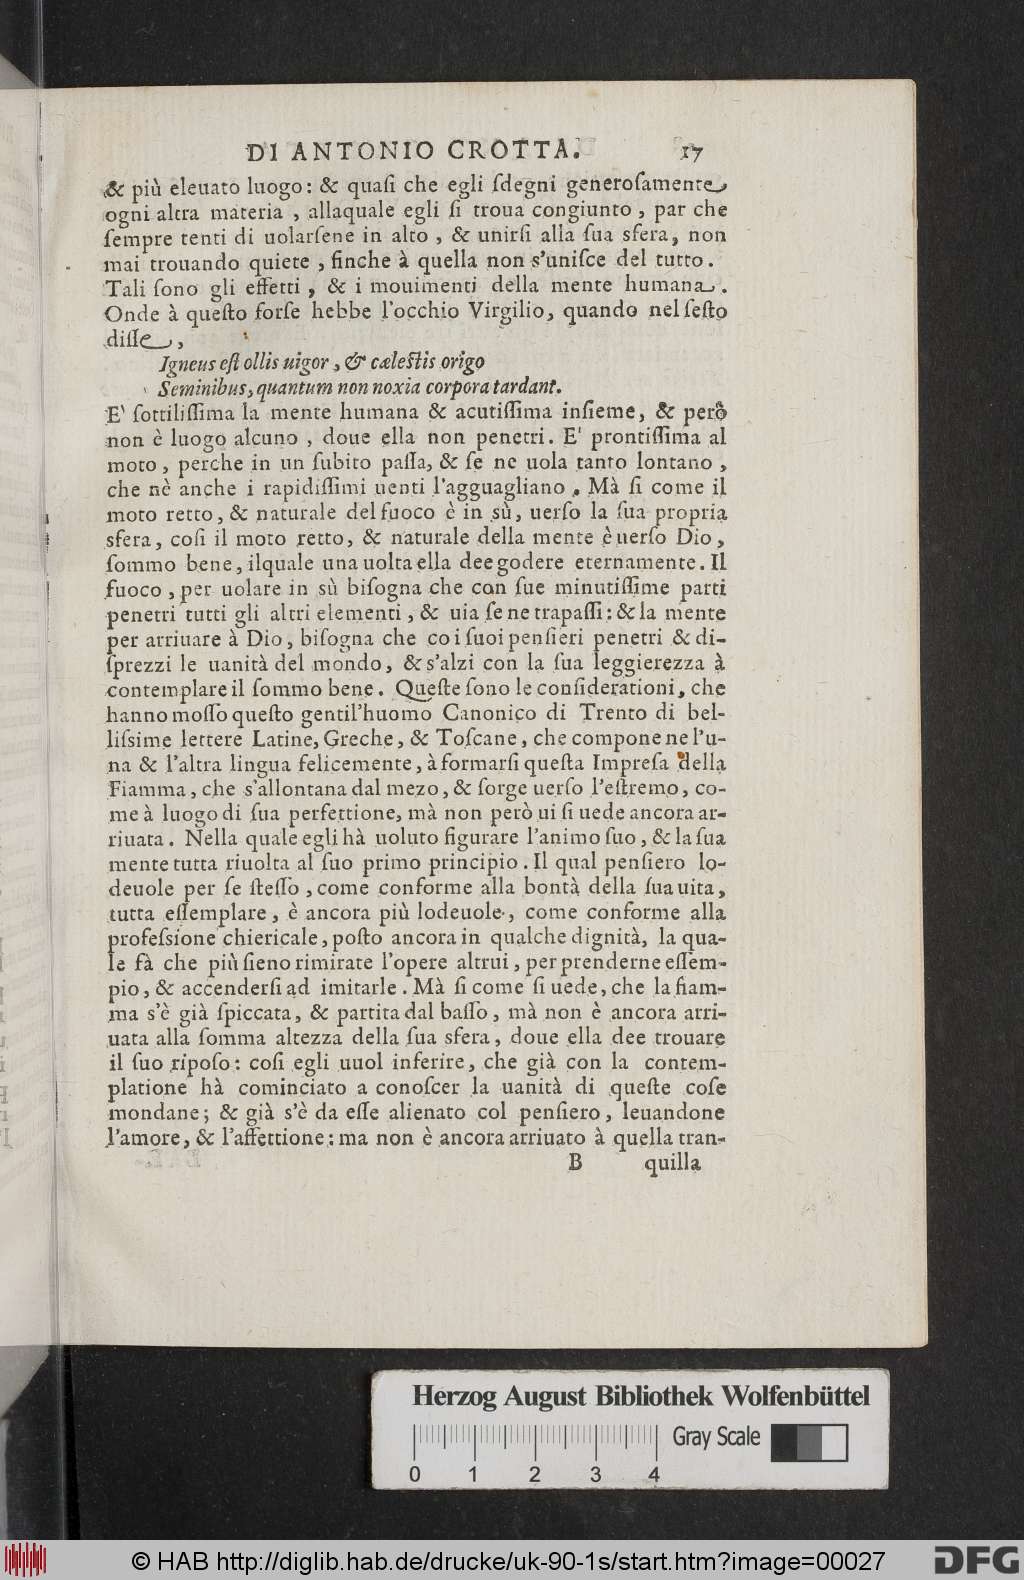 DI ANTONIO CROTTA. 17
& più eleuato luogo: & quaſi che egli ſdegni generoſamente
ogni altra materia, allaquale egli ſi troua congiunto, par che
ſempre tenti di uolarſene in alto, & unirſi alla ſua sfera, non
mai trouando quiete, finche à quella non s'uniſce del tutto.
Tali ſono gli effetti, & i mouimenti della mente humana.
Onde à queſto forſe hebbe l'occhio Virgilio, quando nel ſeſto
diſſe,
Igneus eſt ollis uigor, & cæleſtis origo
Seminibus, quantum non noxia corpora tardant.
E' ſottiliſſima la mente humana & acutiſſima inſieme, & però
non è luogo alcuno, doue ella non penetri. E' prontiſſima al
moto, perche in un ſubito paſſa, & ſe ne uola tanto lontano,
che nè anche i rapidiſſimi uenti l'agguagliano. Mà ſi come il
moto retto, & naturale del fuoco è in sù, uerſo la ſua propria
sfera, coſi il moto retto, & naturale della mente è uerſo Dio,
ſommo bene, ilquale una uolta ella dee godere eternamente. Il
fuoco, per uolare in sù biſogna che con ſue minutiſſime parti
penetri tutti gli altri elementi, & uia ſe ne trapaſſi: & la mente
per arriuare à Dio, biſogna che co i ſuoi penſieri penetri & di-
ſprezzi le uanità del mondo, & s'alzi con la ſua leggierezza à
contemplare il ſommo bene. Queſte ſono le conſiderationi, che
hanno moſſo queſto gentil'huomo Canonico di Trento di bel-
liſsime lettere Latine, Greche, & Toſcane, che compone ne l'u-
na & l'altra lingua felicemente, à formarſi queſta Impreſa della
Fiamma, che s'allontana dal mezo, & ſorge uerſo l'eſtremo, co-
me à luogo di ſua perfettione, mà non però ui ſi uede ancora ar-
riuata. Nella quale egli hà uoluto figurare l'animo ſuo, & la ſua
mente tutta riuolta al ſuo primo principio. Il qual penſiero lo-
deuole per ſe ſteſſo, come conforme alla bontà della ſua uita,
tutta eſſemplare, è ancora più lodeuole, come conforme alla
profeſsione chiericale, poſto ancora in qualche dignità, la qua-
le fà che più ſieno rimirate l'opere altrui, per prenderne eſſem-
pio, & accenderſi ad imitarle. Mà ſi come ſi uede, che la fiam-
ma s'è già ſpiccata, & partita dal baſſo, mà non è ancora arri-
uata alla ſomma altezza della ſua sfera, doue ella dee trouare
il ſuo ripoſo: coſi egli uuol inferire, che già con la contem-
platione hà cominciato a conoſcer la uanità di queſte coſe
mondane; & già s'è da eſſe alienato col penſiero, leuandone
l'amore, & l'affettione: ma non è ancora arriuato à quella tran-
B quilla
Herzog August Bibliothek Wolfenbüttel
Gray Scale
0 1 2 3 4
© HAB http://diglib.hab.de/drucke/uk-90-1s/start.htm?image=00027
DFG